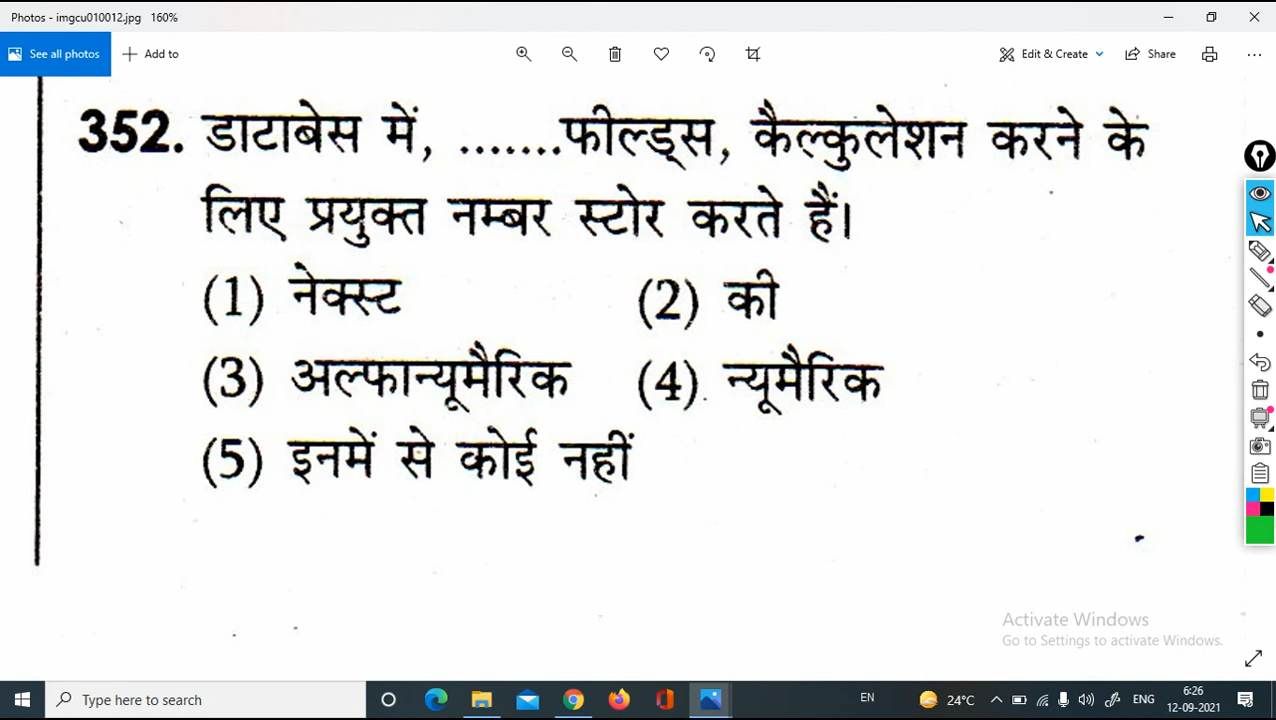 Photos - imgcu010012.jpg 160%
See all photos Add to Edit & Create Share
352. डाटाबेस में, .......फील्ड्स, कैल्कुलेशन करने के
लिए प्रयुक्त नम्बर स्टोर करते हैं।
(1) नेक्स्ट (2) की
(3) अल्फान्यूमैरिक (4) न्यूमैरिक
(5) इनमें से कोई नहीं
Activate Windows
Go to Settings to activate Windows.
Type here to search EN 24°C ENG 6:26
12-09-2021